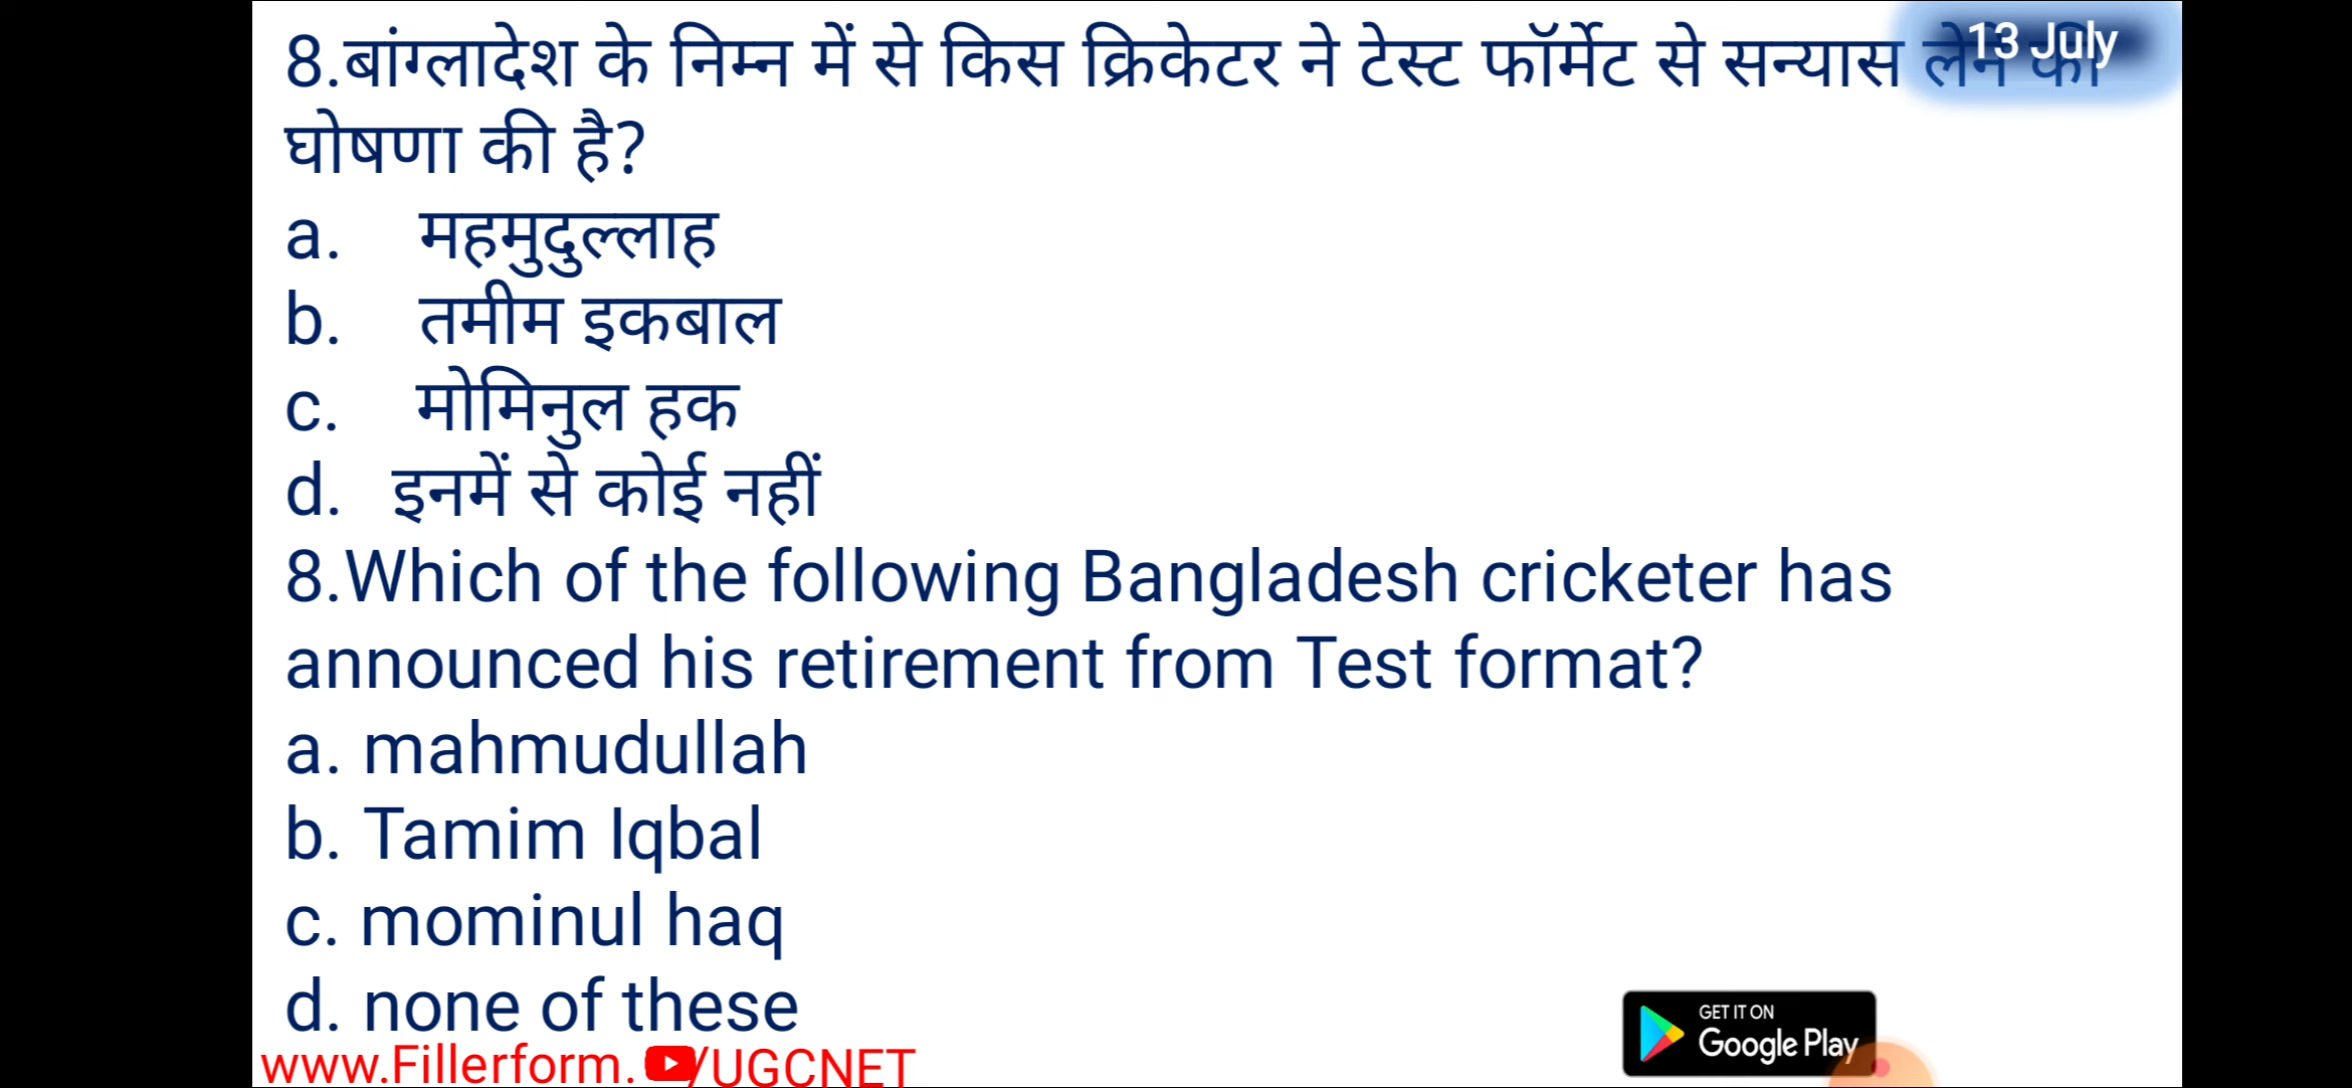 8.बांग्लादेश के निम्न में से किस क्रिकेटर ने टेस्ट फॉर्मेट से सन्यास लेने की
13 July
घोषणा की है?
a. महमुदुल्लाह
b. तमीम इकबाल
c. मोमिनुल हक
d. इनमें से कोई नहीं
8.Which of the following Bangladesh cricketer has
announced his retirement from Test format?
a. mahmudullah
b. Tamim Iqbal
c. mominul haq
d. none of these
GET IT ON
Google Play
www.Fillerform. /UGCNET